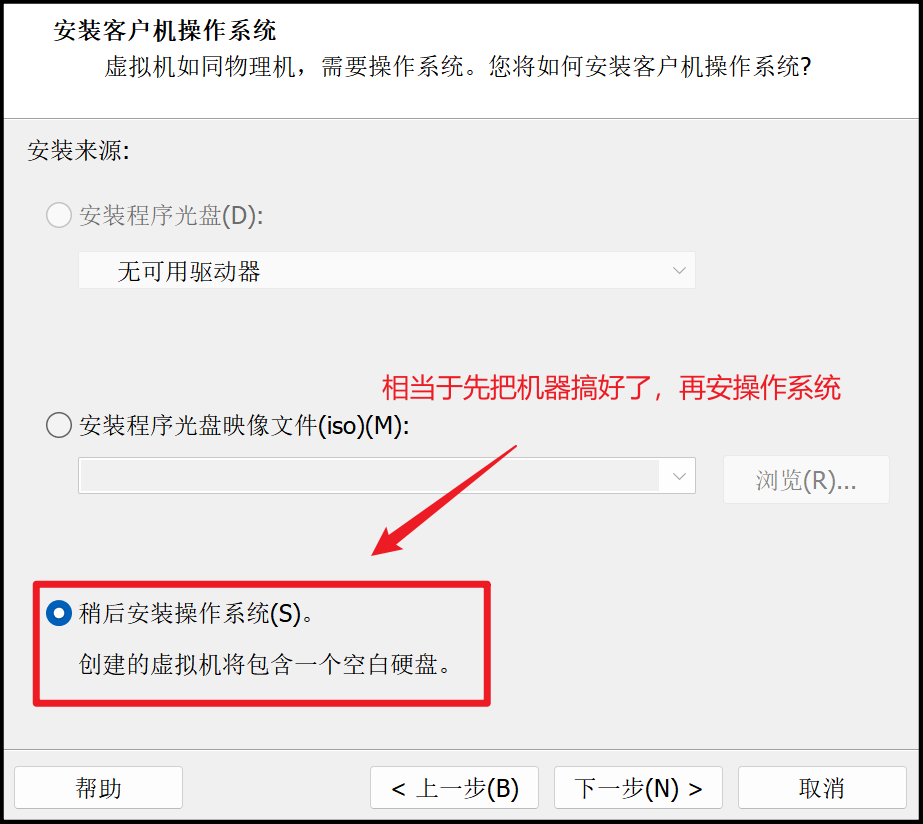 安装客户机操作系统
虚拟机如同物理机，需要操作系统。您将如何安装客户机操作系统?
安装来源:
安装程序光盘(D):
无可用驱动器
相当于先把机器搞好了，再安操作系统
安装程序光盘映像文件(iso)(M):
浏览(R)...
稍后安装操作系统(S)。
创建的虚拟机将包含一个空白硬盘。
帮助
< 上一步(B)
下一步(N) >
取消